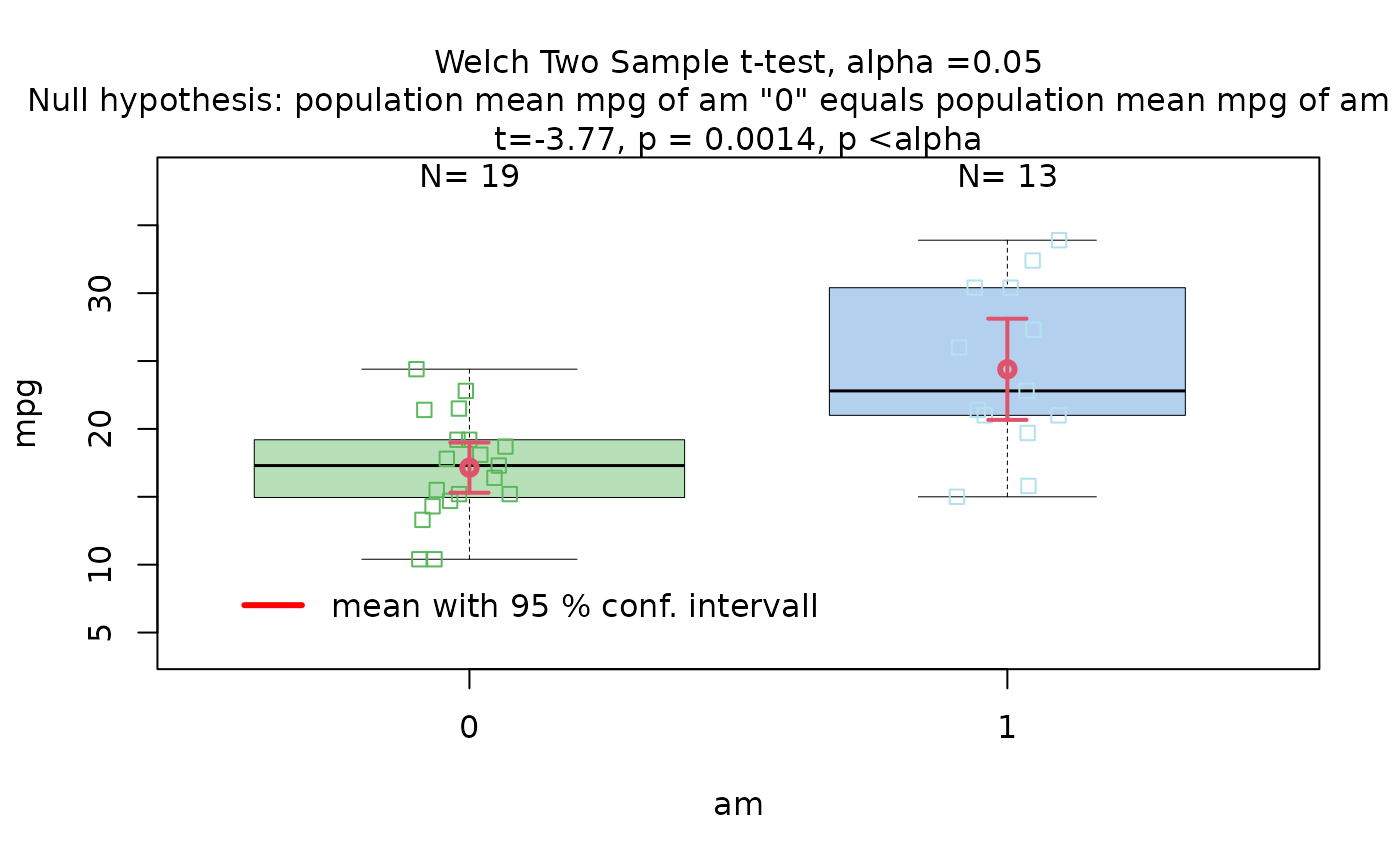 Welch Two Sample t-test, alpha =0.05
Null hypothesis: population mean mpg of am "0" equals population mean mpg of am
t=-3.77, p = 0.0014, p <alpha
N= 19 N= 13
30
20
10
5
mpg
mean with 95 % conf. intervall
0 1
am